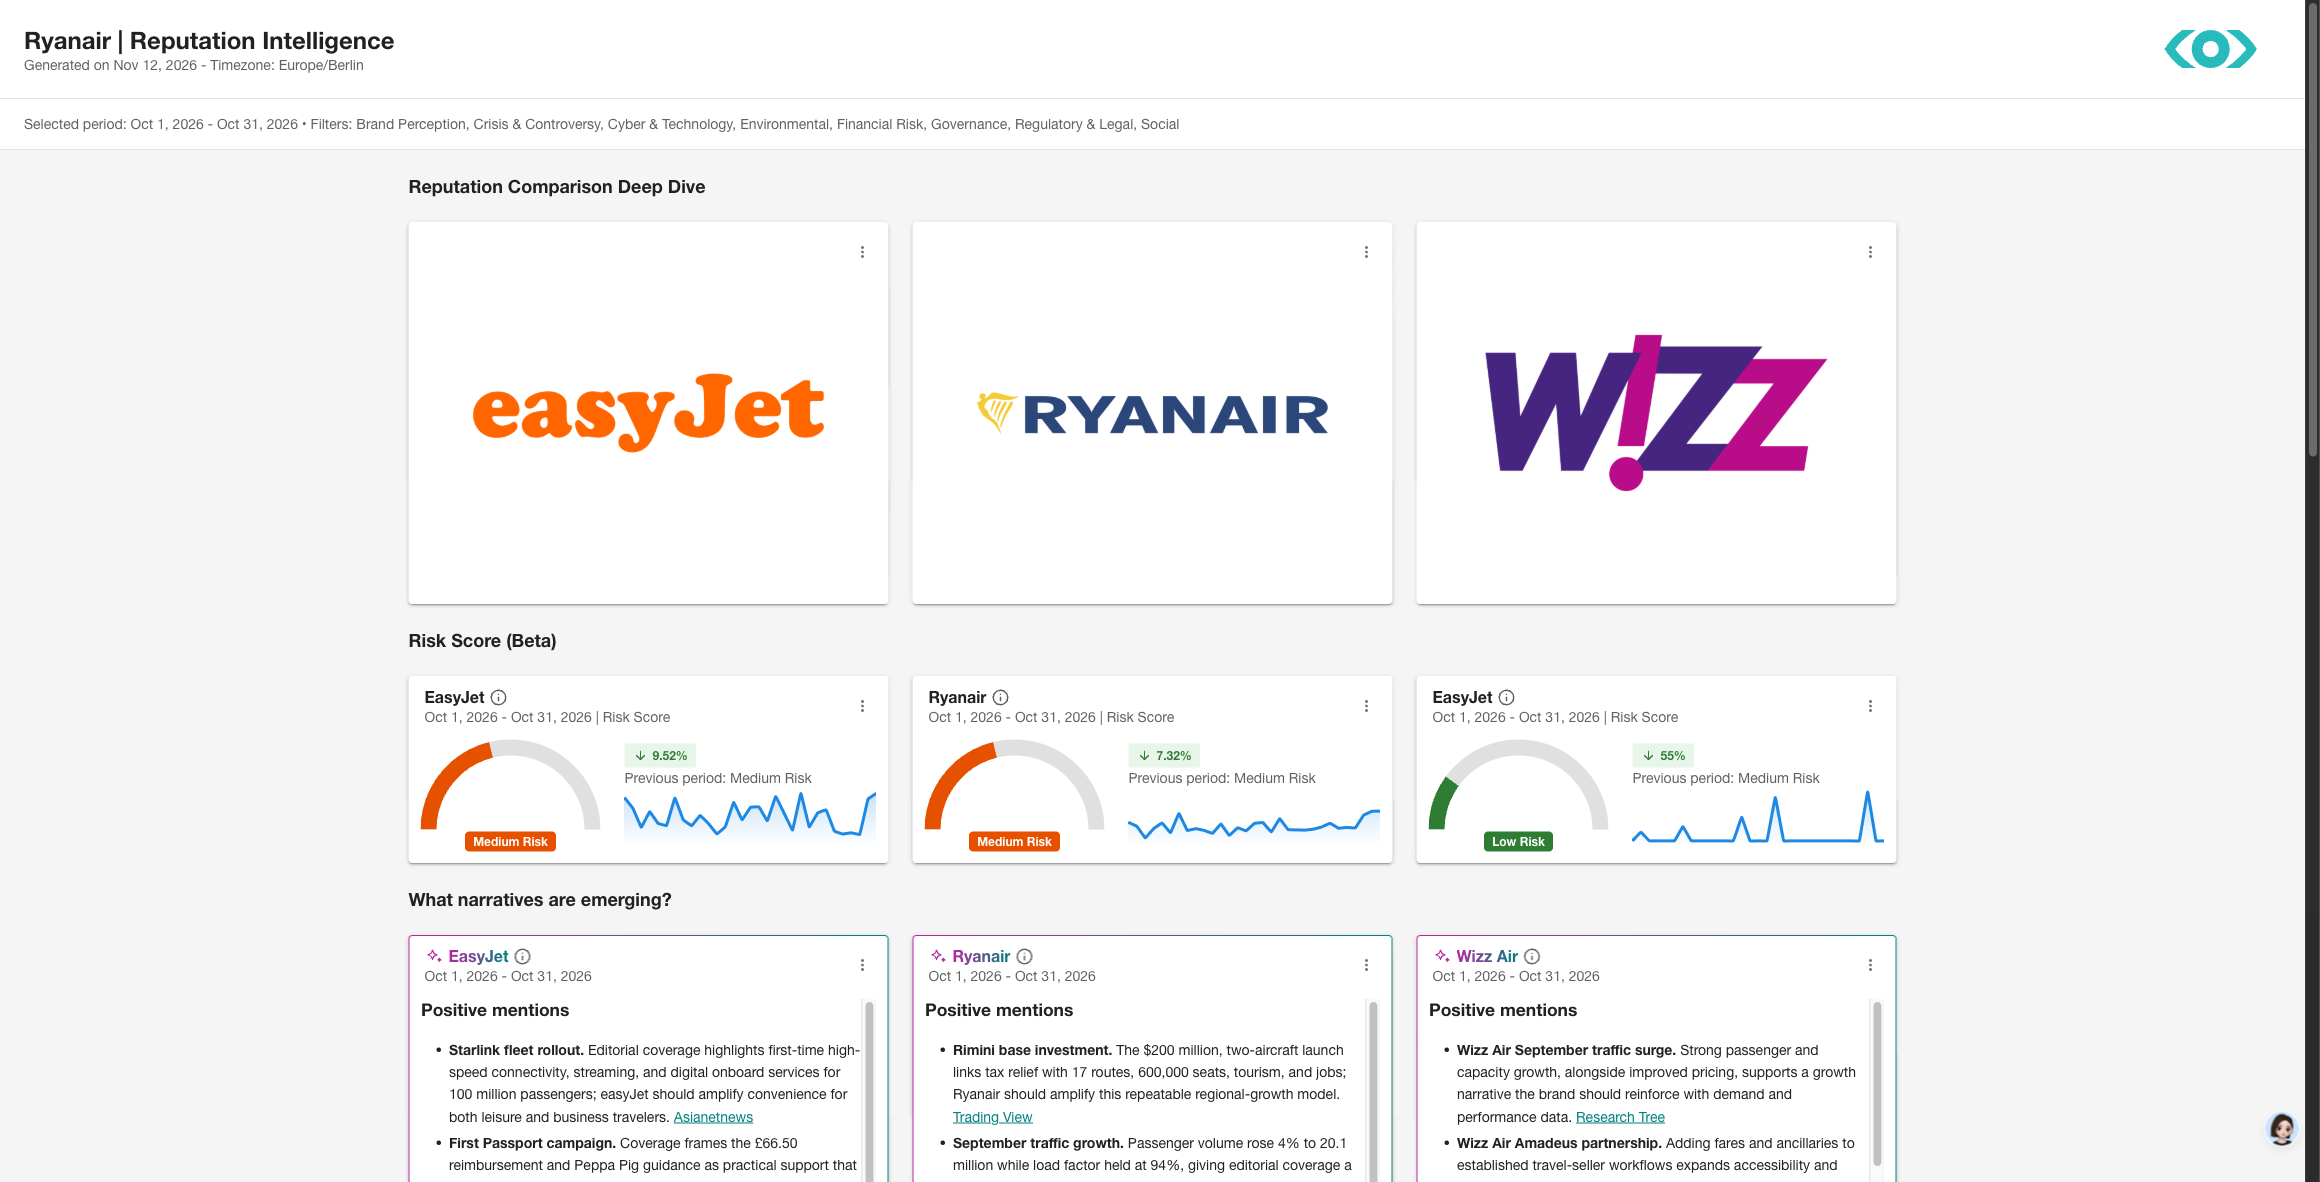 Ryanair | Reputation Intelligence
Generated on Nov 12, 2026 - Timezone: Europe/Berlin
Selected period: Oct 1, 2026 - Oct 31, 2026 • Filters: Brand Perception, Crisis & Controversy, Cyber & Technology, Environmental, Financial Risk, Governance, Regulatory & Legal, Social
Reputation Comparison Deep Dive
easyJet
RYANAIR
W!ZZ
Risk Score (Beta)
EasyJet
Oct 1, 2026 - Oct 31, 2026 | Risk Score
9.52%
Previous period: Medium Risk
Medium Risk
Ryanair
Oct 1, 2026 - Oct 31, 2026 | Risk Score
7.32%
Previous period: Medium Risk
Medium Risk
EasyJet
Oct 1, 2026 - Oct 31, 2026 | Risk Score
55%
Previous period: Medium Risk
Low Risk
What narratives are emerging?
EasyJet
Oct 1, 2026 - Oct 31, 2026
Positive mentions
• Starlink fleet rollout. Editorial coverage highlights first-time high-
speed connectivity, streaming, and digital onboard services for
100 million passengers; easyJet should amplify convenience for
both leisure and business travelers. Asianetnews
• First Passport campaign. Coverage frames the £66.50
reimbursement and Peppa Pig guidance as practical support that
Ryanair
Oct 1, 2026 - Oct 31, 2026
Positive mentions
• Rimini base investment. The $200 million, two-aircraft launch
links tax relief with 17 routes, 600,000 seats, tourism, and jobs;
Ryanair should amplify this repeatable regional-growth model.
Trading View
• September traffic growth. Passenger volume rose 4% to 20.1
million while load factor held at 94%, giving editorial coverage a
Wizz Air
Oct 1, 2026 - Oct 31, 2026
Positive mentions
• Wizz Air September traffic surge. Strong passenger and
capacity growth, alongside improved pricing, supports a growth
narrative the brand should reinforce with demand and
performance data. Research Tree
• Wizz Air Amadeus partnership. Adding fares and ancillaries to
established travel-seller workflows expands accessibility and